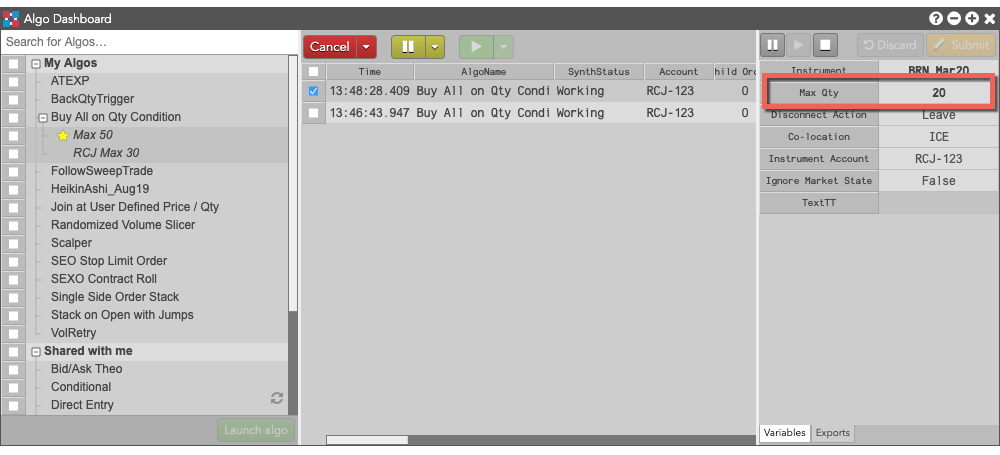 Algo Dashboard
Search for Algos…
My Algos
ATEXP
BackQtyTrigger
Buy All on Qty Condition
Max 50
RCJ Max 30
FollowSweepTrade
HeikinAshi_Aug19
Join at User Defined Price / Qty
Randomized Volume Slicer
Scalper
SEO Stop Limit Order
SEXO Contract Roll
Single Side Order Stack
Stack on Open with Jumps
VolRetry
Shared with me
Bid/Ask Theo
Conditional
Direct Entry
Launch algo
Cancel
Time AlgoName SynthStatus Account hild Orc
13:48:28.409 Buy All on Qty Condi Working RCJ-123 0
13:46:43.947 Buy All on Qty Condi Working RCJ-123 0
Discard Submit
Instrument BRN Mar20
Max Qty 20
Disconnect Action Leave
Co-location ICE
Instrument Account RCJ-123
Ignore Market State False
TextTT
Variables Exports